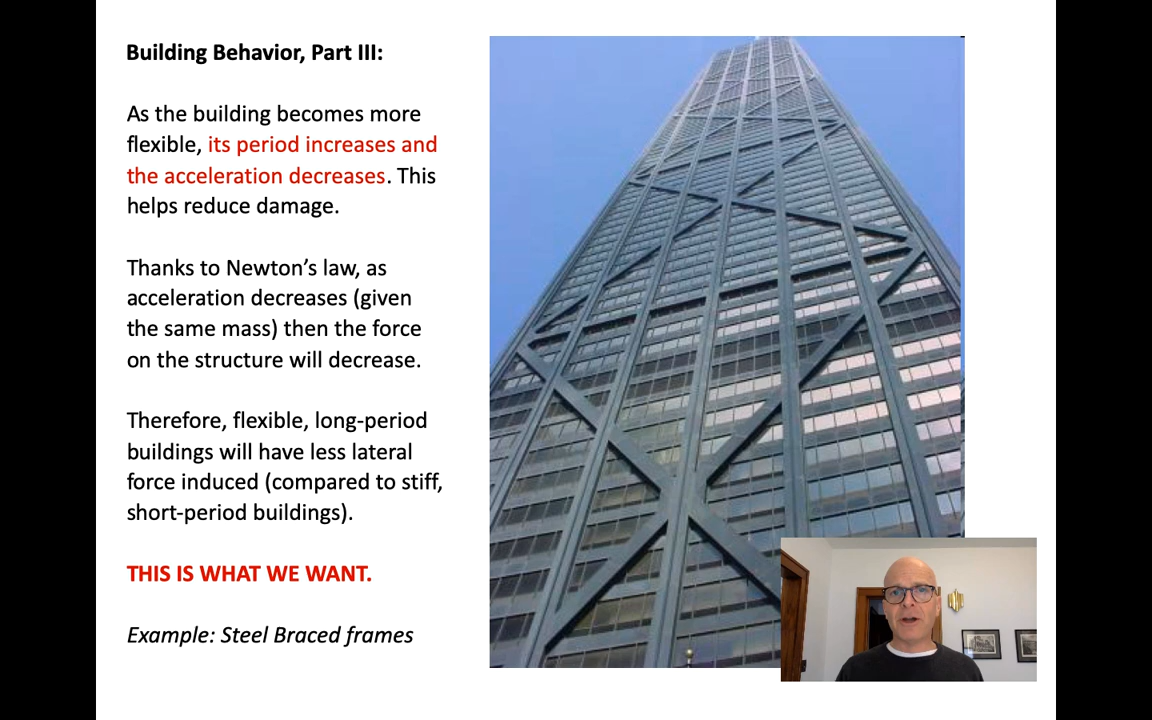 Building Behavior, Part III:
As the building becomes more
flexible, its period increases and
the acceleration decreases. This
helps reduce damage.
Thanks to Newton’s law, as
acceleration decreases (given
the same mass) then the force
on the structure will decrease.
Therefore, flexible, long-period
buildings will have less lateral
force induced (compared to stiff,
short-period buildings).
THIS IS WHAT WE WANT.
Example: Steel Braced frames